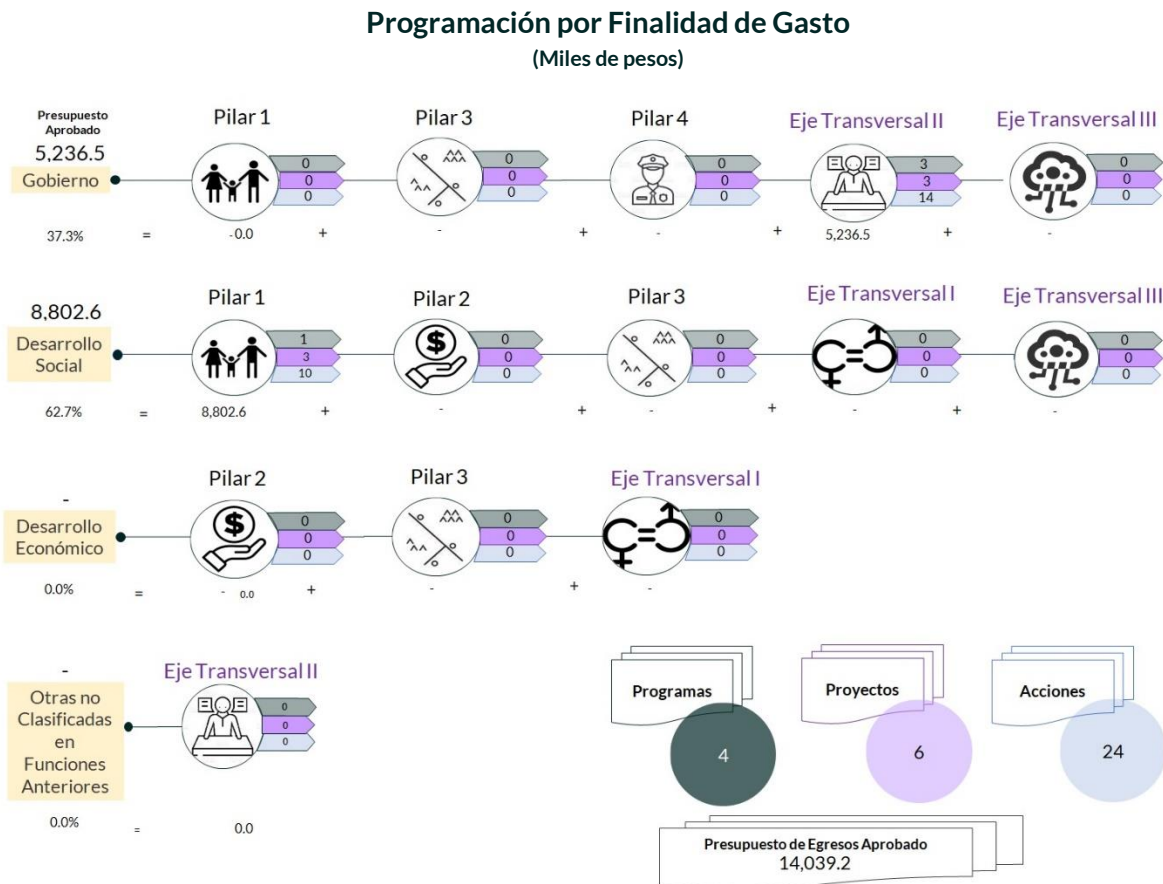 Programación por Finalidad de Gasto
(Miles de pesos)
Presupuesto
Aprobado
5,236.5
Gobierno
Pilar 1
0
0
0
Pilar 3
0
0
0
Pilar 4
0
0
0
Eje Transversal II
3
3
14
Eje Transversal III
0
0
0
37.3% = - 0.0 + - + - + 5,236.5 + -
8,802.6
Desarrollo
Social
Pilar 1
1
3
10
Pilar 2
$
0
0
0
Pilar 3
0
0
0
Eje Transversal I
0
0
0
Eje Transversal III
0
0
0
62.7% = 8,802.6 + - + - + - + -
-
Desarrollo
Económico
Pilar 2
$
0
0
0
Pilar 3
0
0
0
Eje Transversal I
0
0
0
0.0% = - 0.0 + - + -
-
Otras no
Clasificadas
en
Funciones
Anteriores
Eje Transversal II
0
0
0
0.0% = 0.0
Programas
4
Proyectos
6
Acciones
24
Presupuesto de Egresos Aprobado
14,039.2